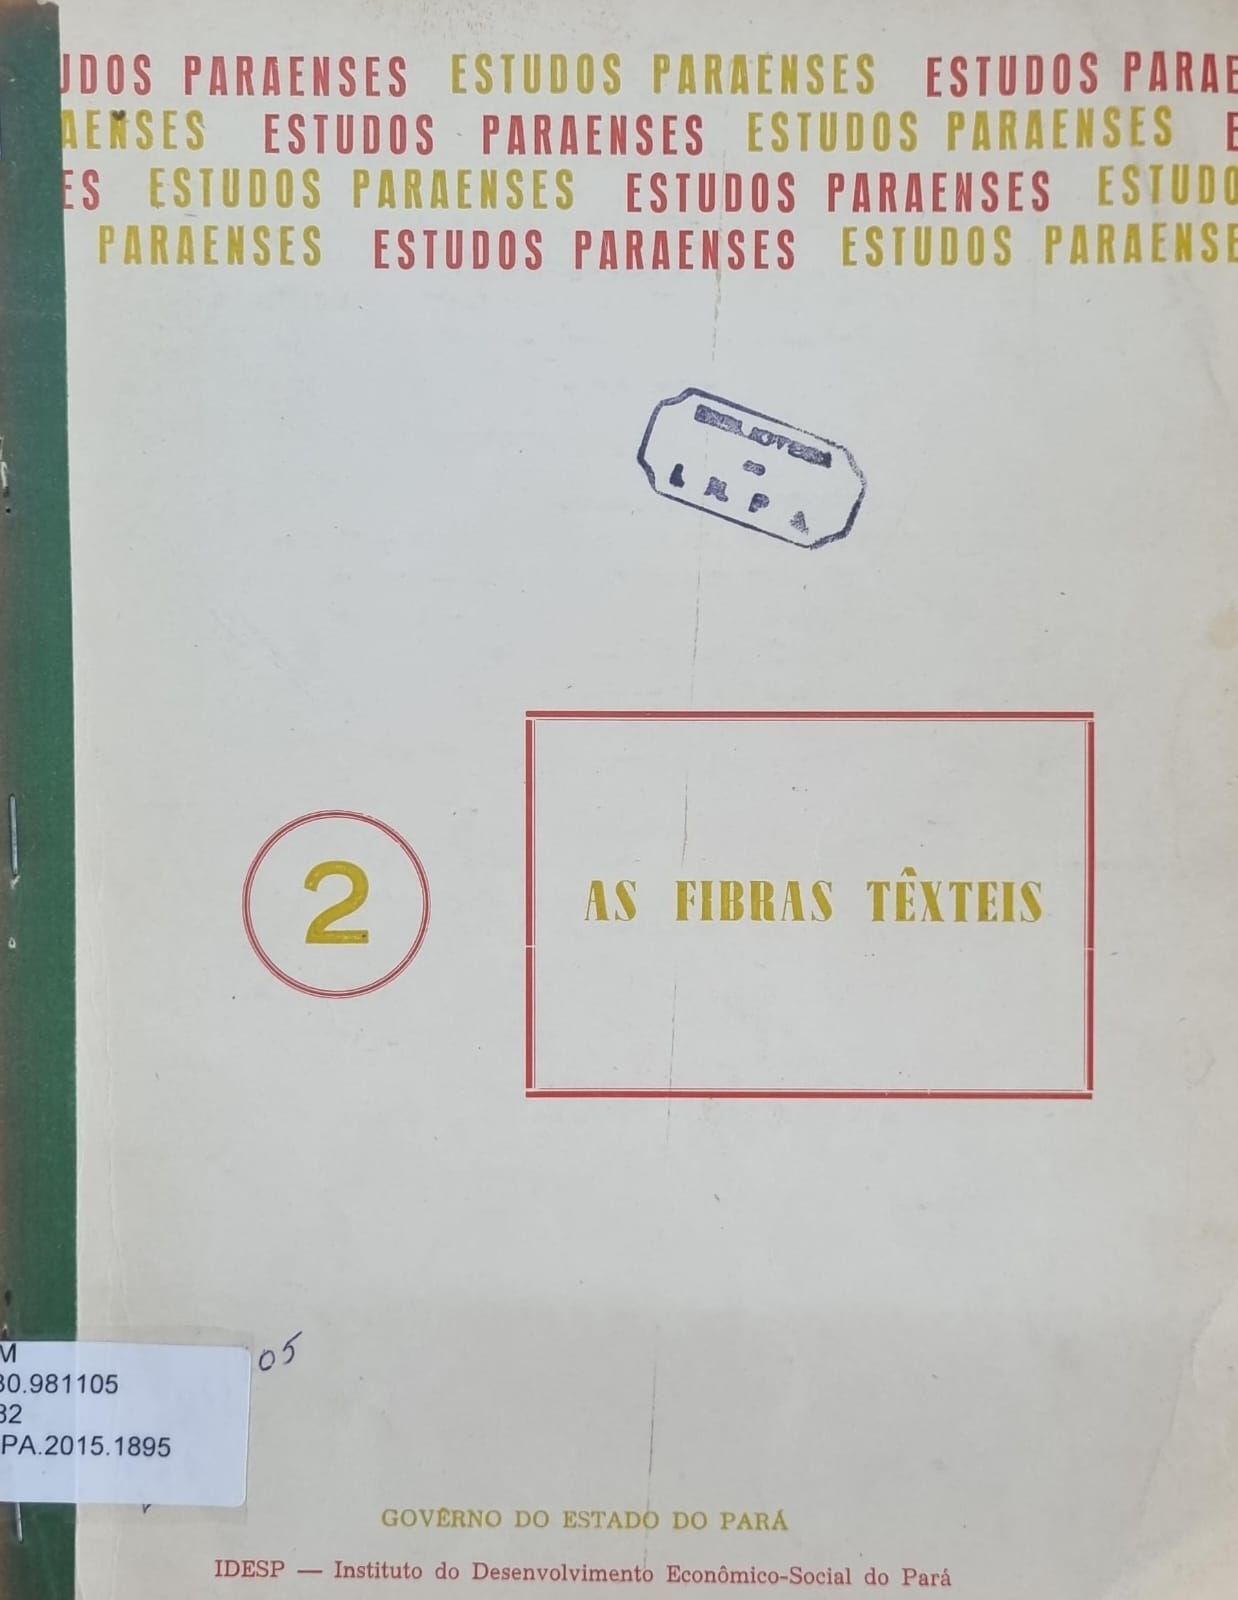 UDOS PARAENSES ESTUDOS PARAENSES ESTUDOS PARAE
AENSES ESTUDOS PARAENSES ESTUDOS PARAENSES E
ES ESTUDOS PARAENSES ESTUDOS PARAENSES ESTUDO
PARAENSES ESTUDOS PARAENSES ESTUDOS PARAENSE
BIBLIOTECA
=
INPA
2
AS FIBRAS TÊXTEIS
05
M
30.981105
32
PA.2015.1895
GOVÊRNO DO ESTADO DO PARÁ
IDESP — Instituto do Desenvolvimento Econômico-Social do Pará